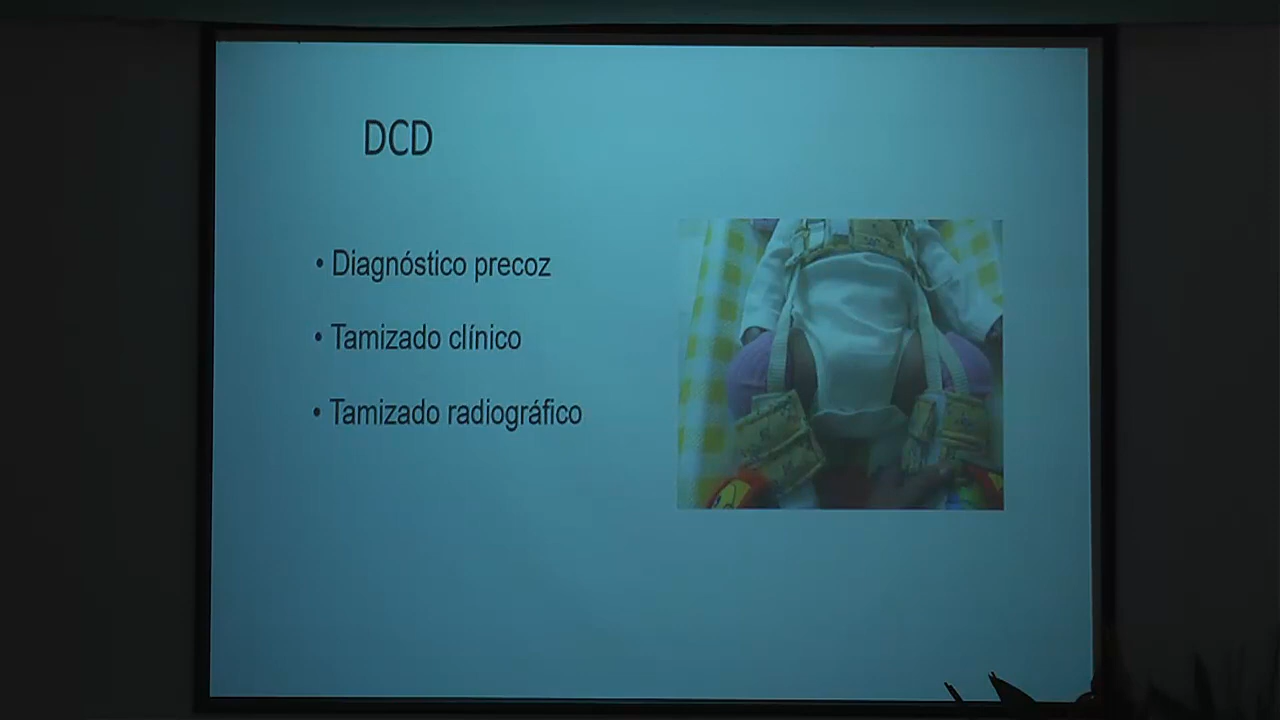 DCD
• Diagnóstico precoz
• Tamizado clínico
• Tamizado radiográfico